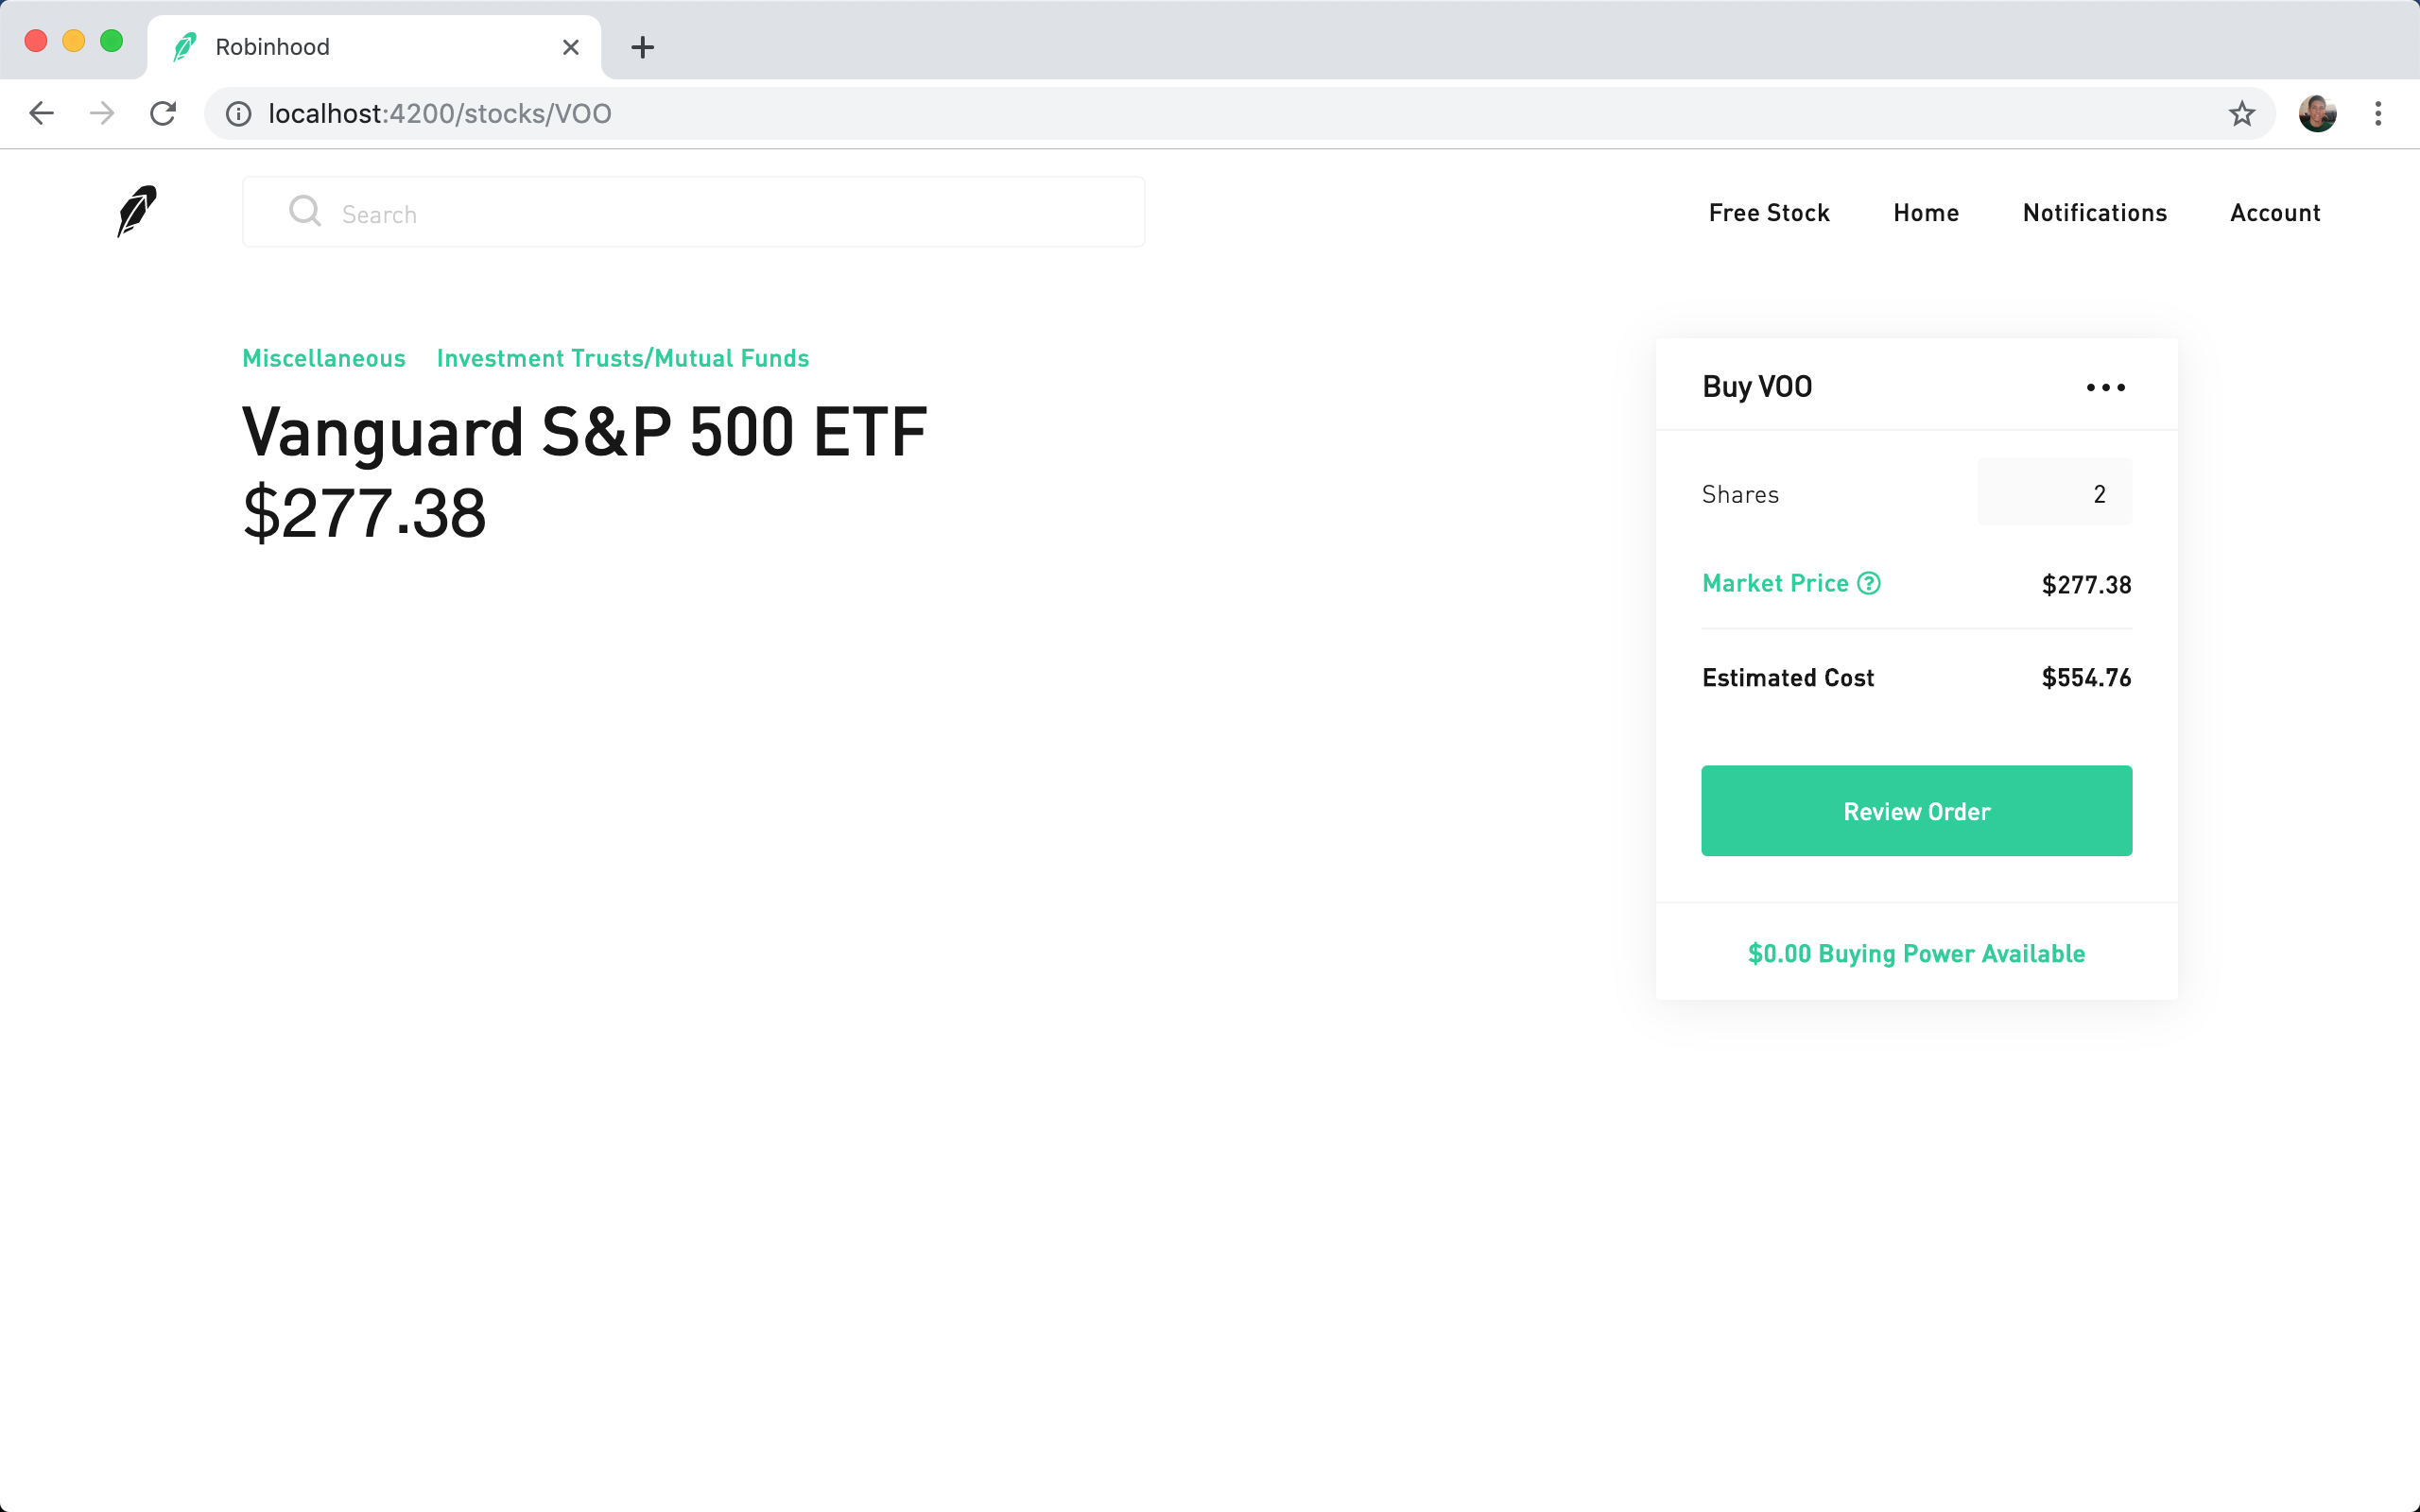 Robinhood
localhost:4200/stocks/VOO
Search
Free Stock Home Notifications Account
Miscellaneous Investment Trusts/Mutual Funds
Vanguard S&P 500 ETF
$277.38
Buy VOO
Shares 2
Market Price $277.38
Estimated Cost $554.76
Review Order
$0.00 Buying Power Available